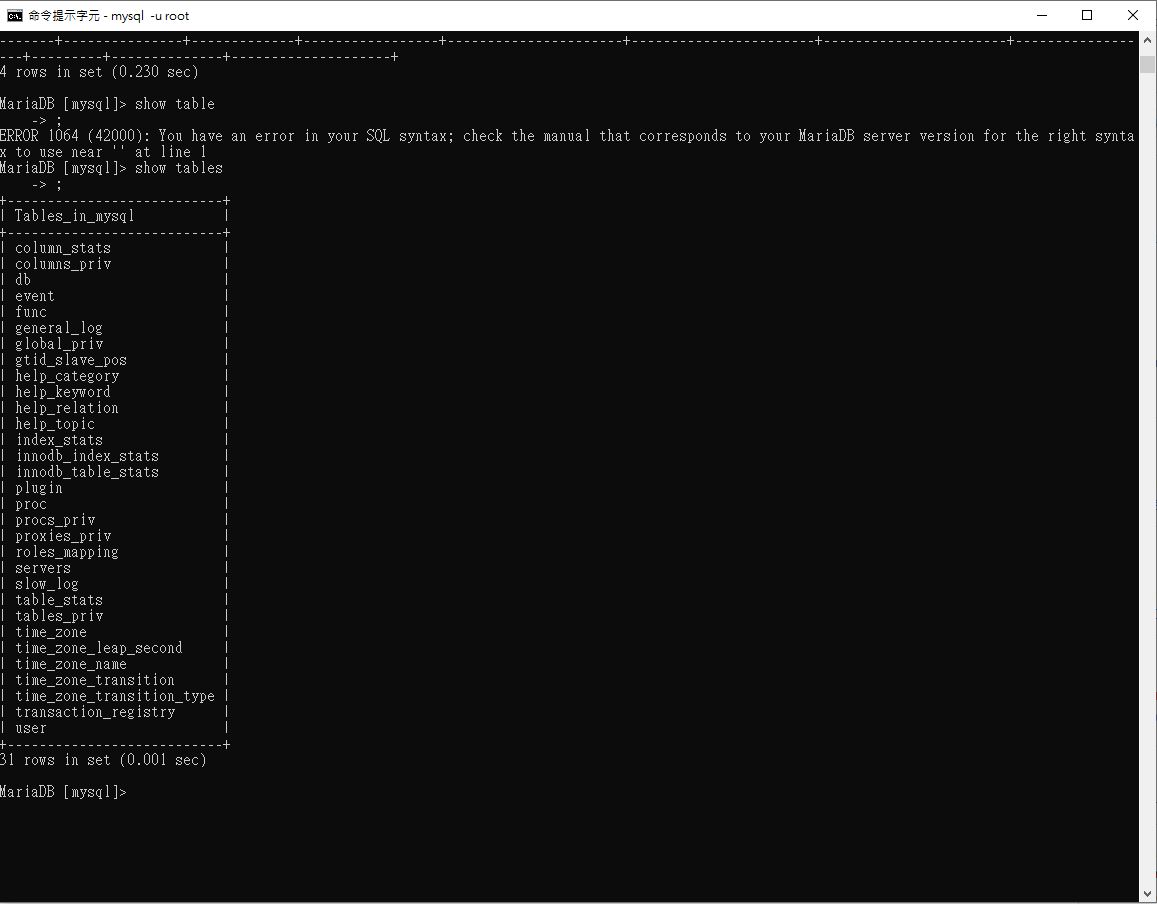 命令提示字元 - mysql  -u root
-------+---------------+-------------+-----------------+----------------------+-----------------------+-----------------------+---------------
---+---------+--------------+--------------------+
4 rows in set (0.230 sec)
MariaDB [mysql]> show table
    -> ;
ERROR 1064 (42000): You have an error in your SQL syntax; check the manual that corresponds to your MariaDB server version for the right synta
x to use near '' at line 1
MariaDB [mysql]> show tables
    -> ;
+---------------------------+
| Tables_in_mysql           |
+---------------------------+
| column_stats              |
| columns_priv              |
| db                        |
| event                     |
| func                      |
| general_log               |
| global_priv               |
| gtid_slave_pos            |
| help_category             |
| help_keyword              |
| help_relation             |
| help_topic                |
| index_stats               |
| innodb_index_stats        |
| innodb_table_stats        |
| plugin                    |
| proc                      |
| procs_priv                |
| proxies_priv              |
| roles_mapping             |
| servers                   |
| slow_log                  |
| table_stats               |
| tables_priv               |
| time_zone                 |
| time_zone_leap_second     |
| time_zone_name            |
| time_zone_transition      |
| time_zone_transition_type |
| transaction_registry      |
| user                      |
+---------------------------+
31 rows in set (0.001 sec)
MariaDB [mysql]>